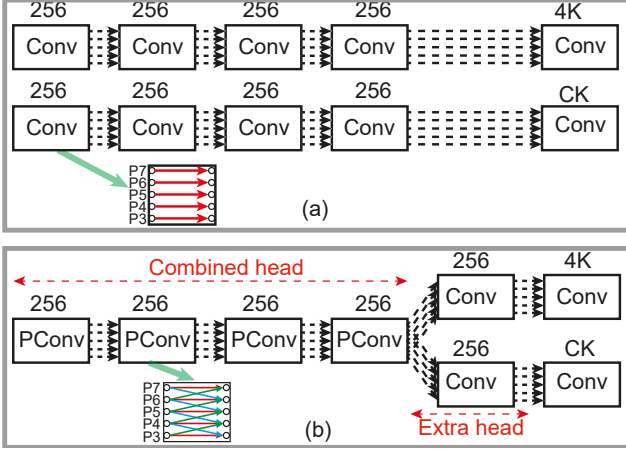 256 256 256 256 4K
Conv Conv Conv Conv Conv
256 256 256 256 CK
Conv Conv Conv Conv Conv
P7
P6
P5
P4
P3
(a)
Combined head
256 4K
Conv Conv
256 256 256 256
PConv PConv PConv PConv
256 CK
Conv Conv
P7
P6
P5
P4
P3
Extra head
(b)